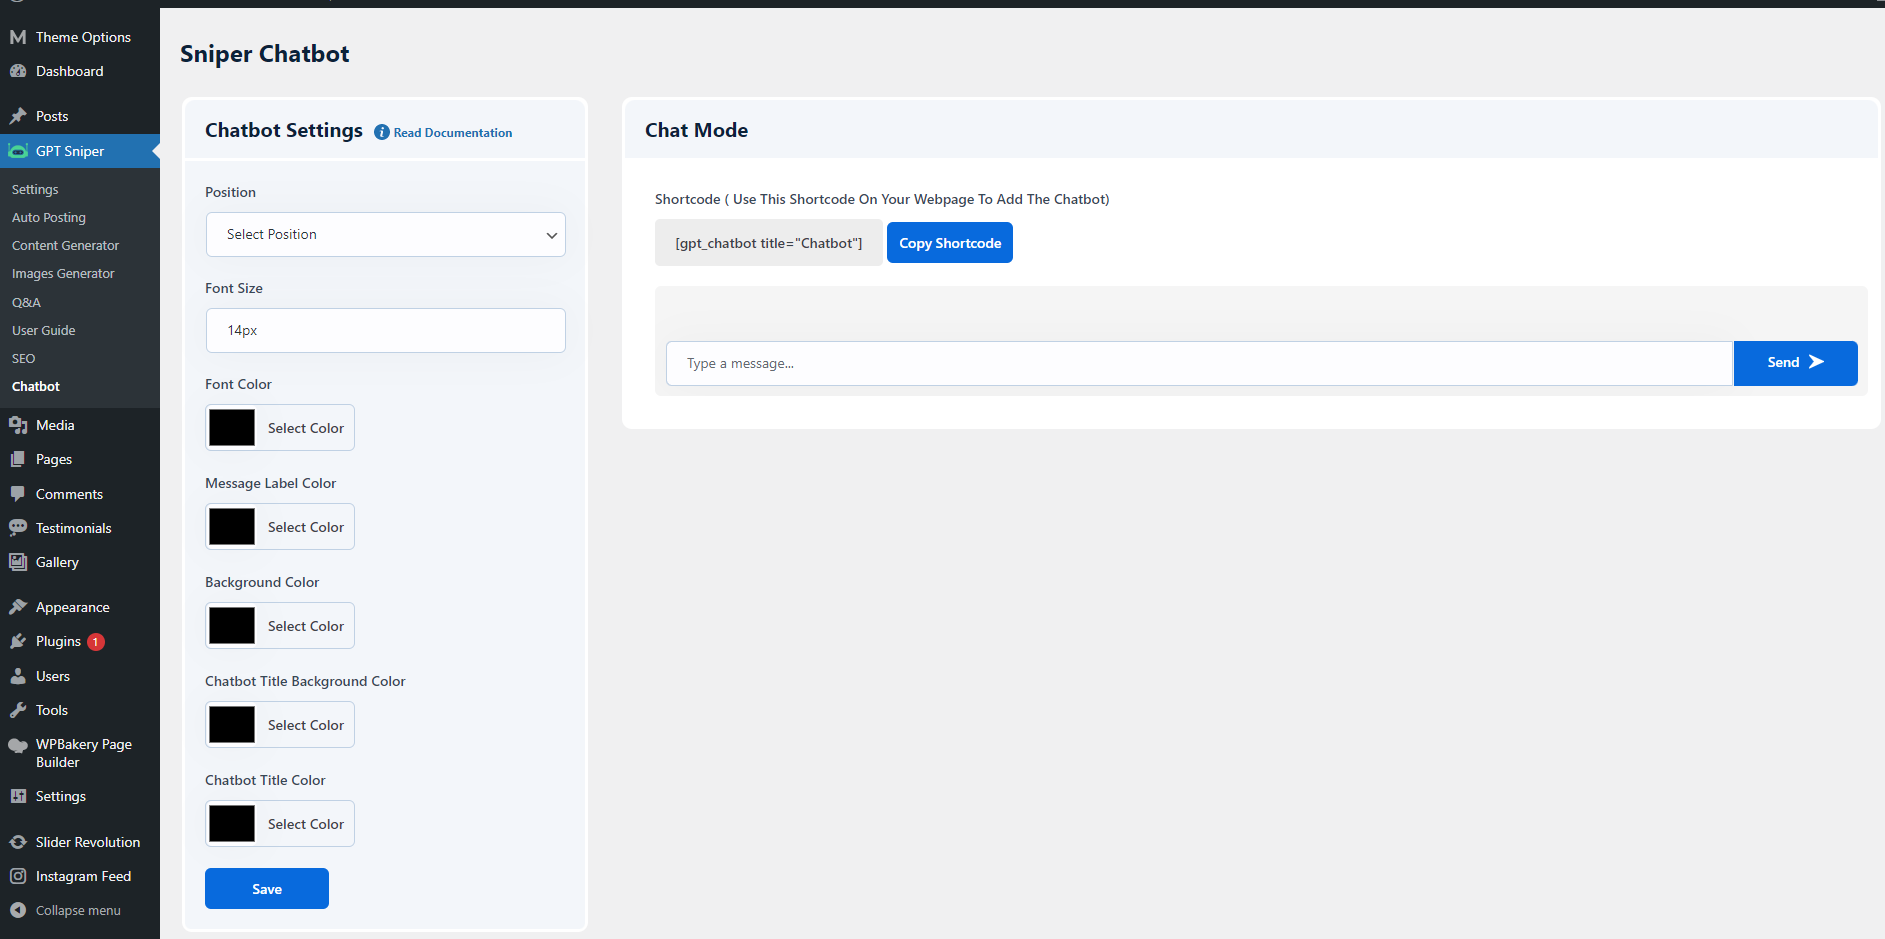 Theme Options
Dashboard
Posts
GPT Sniper
Settings
Auto Posting
Content Generator
Images Generator
Q&A
User Guide
SEO
Chatbot
Media
Pages
Comments
Testimonials
Gallery
Appearance
Plugins 1
Users
Tools
WPBakery Page
Builder
Settings
Slider Revolution
Instagram Feed
Collapse menu
Sniper Chatbot
Chatbot Settings Read Documentation
Position
Select Position
Font Size
14px
Font Color
Select Color
Message Label Color
Select Color
Background Color
Select Color
Chatbot Title Background Color
Select Color
Chatbot Title Color
Select Color
Save
Chat Mode
Shortcode ( Use This Shortcode On Your Webpage To Add The Chatbot)
[gpt_chatbot title="Chatbot"] Copy Shortcode
Type a message... Send